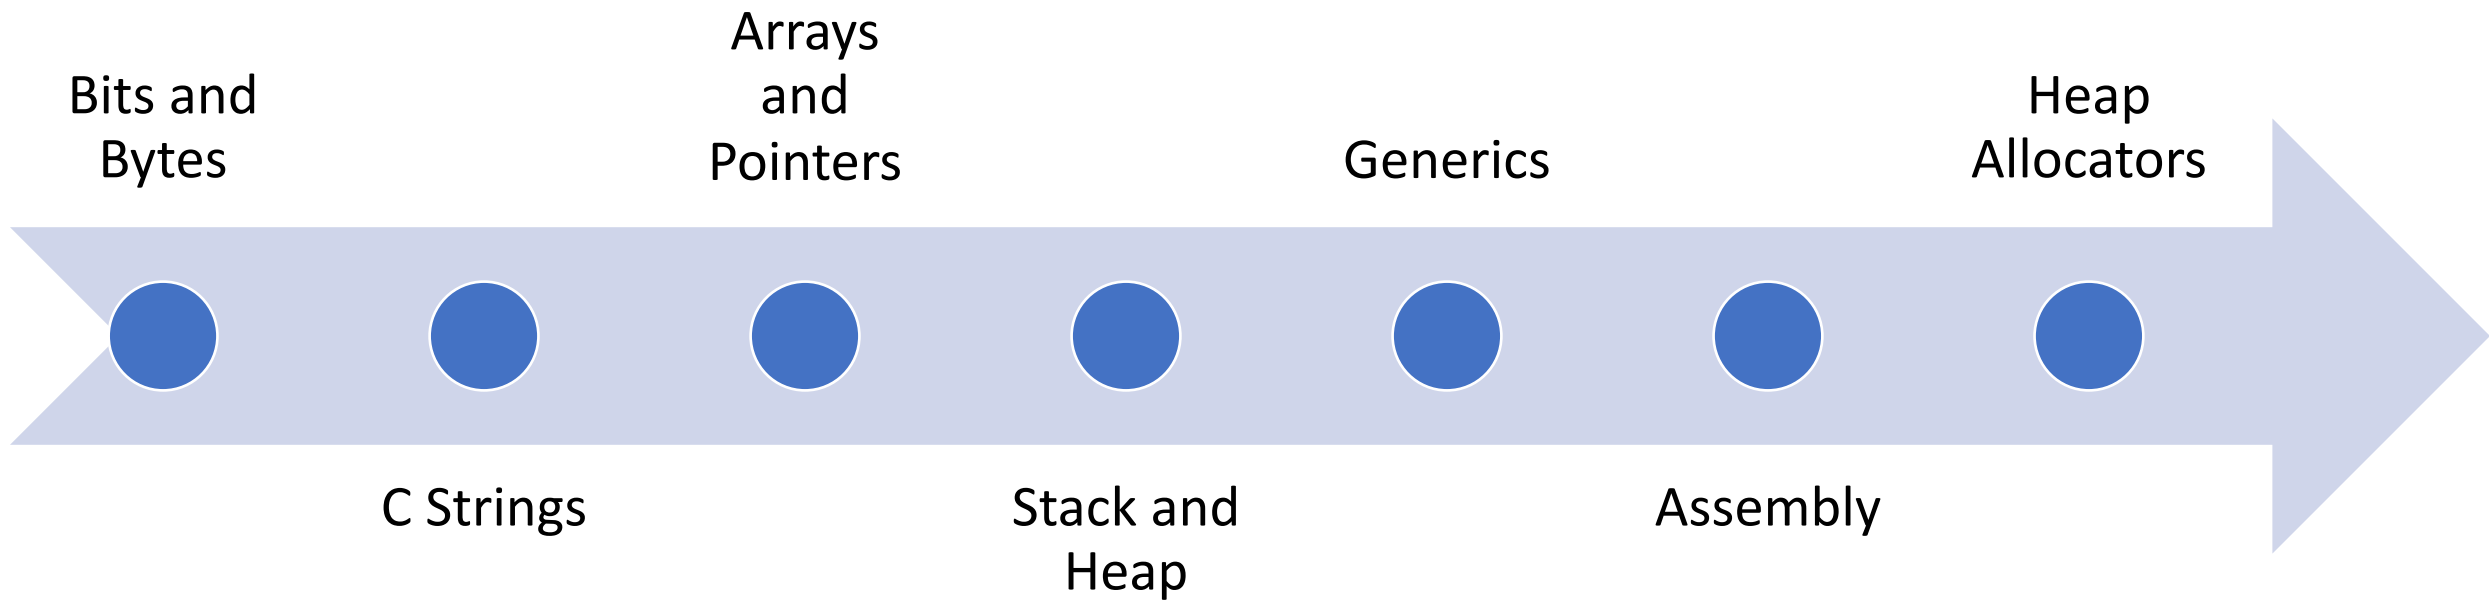 Bits and
Bytes
C Strings
Arrays
and
Pointers
Stack and
Heap
Generics
Assembly
Heap
Allocators